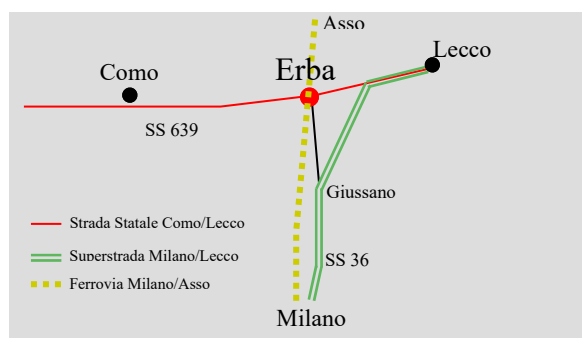 Asso
Lecco
Como
Erba
SS 639
Giussano
Strada Statale Como/Lecco
Superstrada Milano/Lecco
SS 36
Ferrovia Milano/Asso
Milano